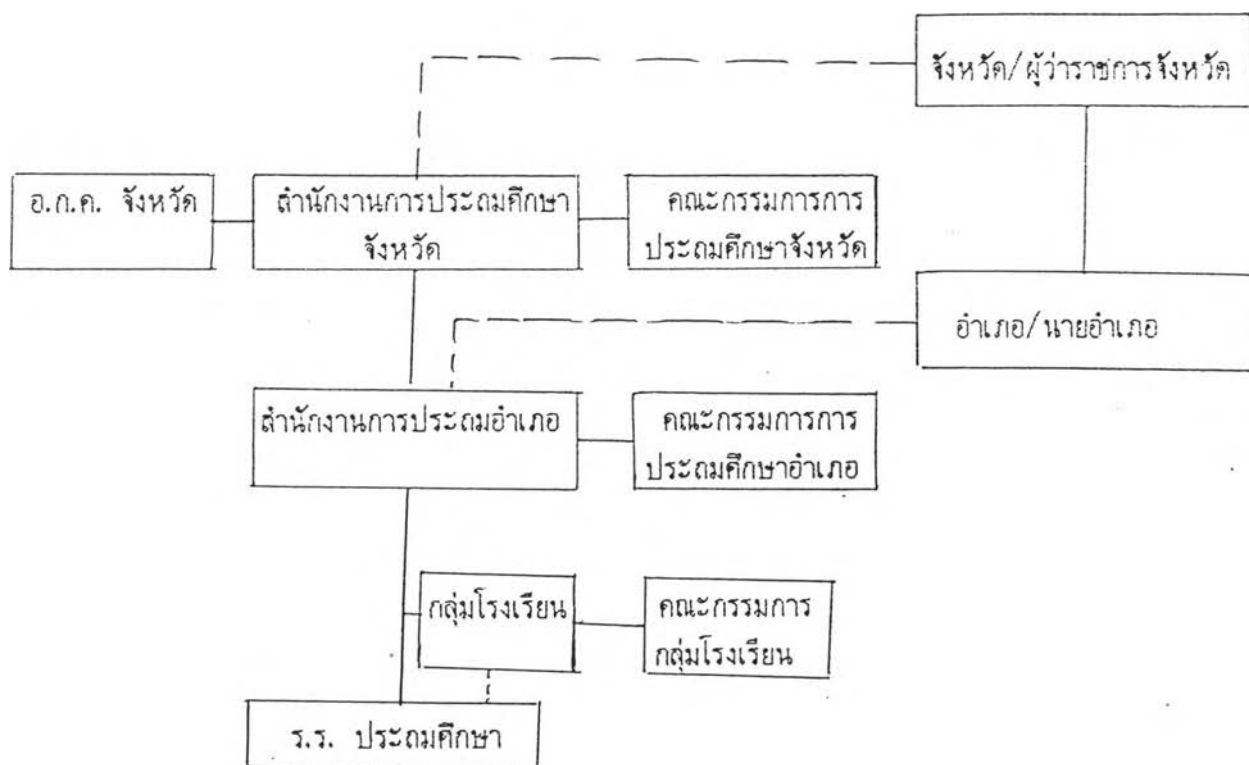 จังหวัด/ผู้ว่าราชการจังหวัด
อ.ก.ค. จังหวัด
สำนักงานการประถมศึกษา
จังหวัด
คณะกรรมการการ
ประถมศึกษาจังหวัด
อำเภอ/นายอำเภอ
สำนักงานการประถมอำเภอ
คณะกรรมการการ
ประถมศึกษาอำเภอ
กลุ่มโรงเรียน
คณะกรรมการ
กลุ่มโรงเรียน
ร.ร. ประถมศึกษา